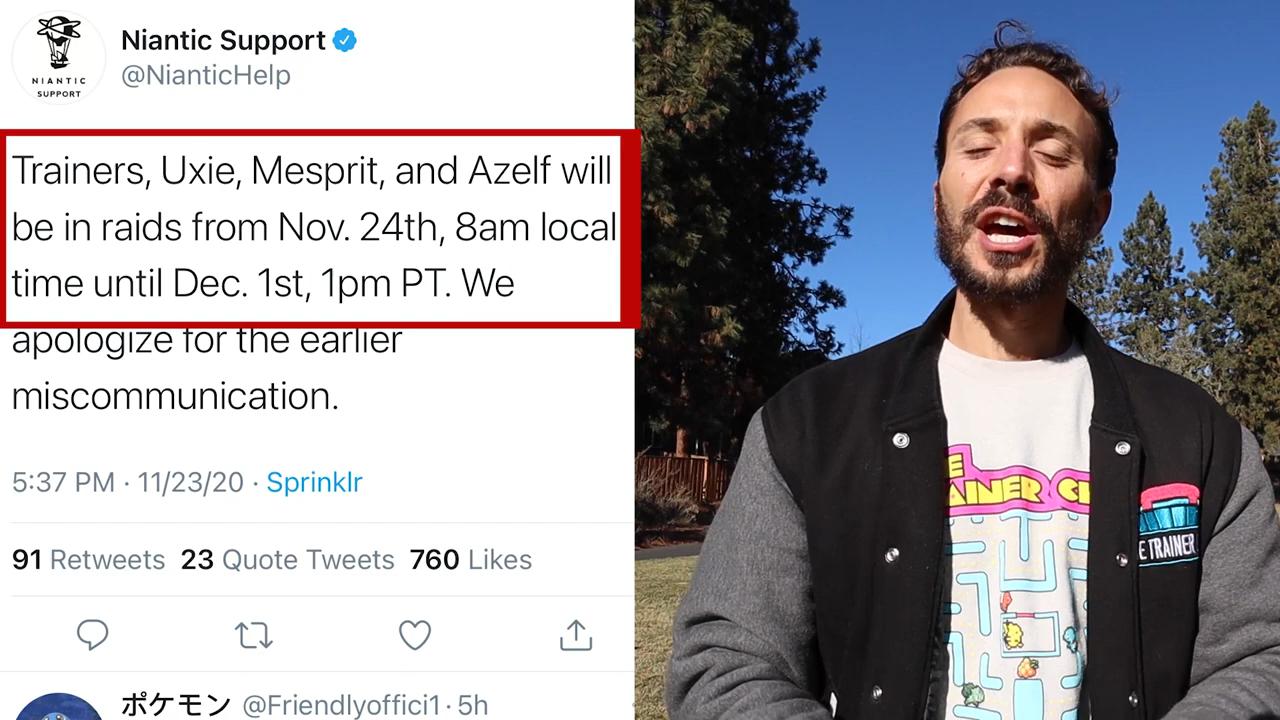 Niantic Support
@NianticHelp
NIANTIC
SUPPORT
Trainers, Uxie, Mesprit, and Azelf will
be in raids from Nov. 24th, 8am local
time until Dec. 1st, 1pm PT. We
apologize for the earlier
miscommunication.
5:37 PM · 11/23/20 · Sprinklr
91 Retweets 23 Quote Tweets 760 Likes
ポケモン @Friendlyoffici1 · 5h
E TRAINER